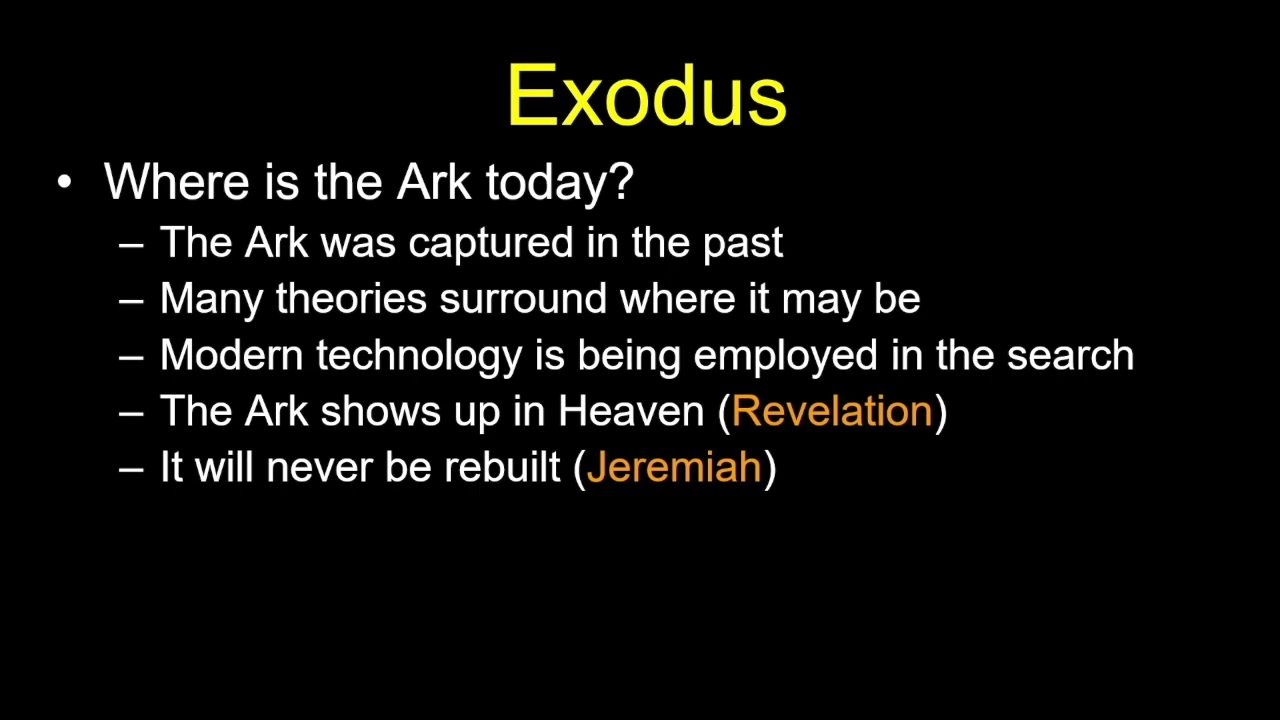 Exodus
• Where is the Ark today?
– The Ark was captured in the past
– Many theories surround where it may be
– Modern technology is being employed in the search
– The Ark shows up in Heaven (Revelation)
– It will never be rebuilt (Jeremiah)